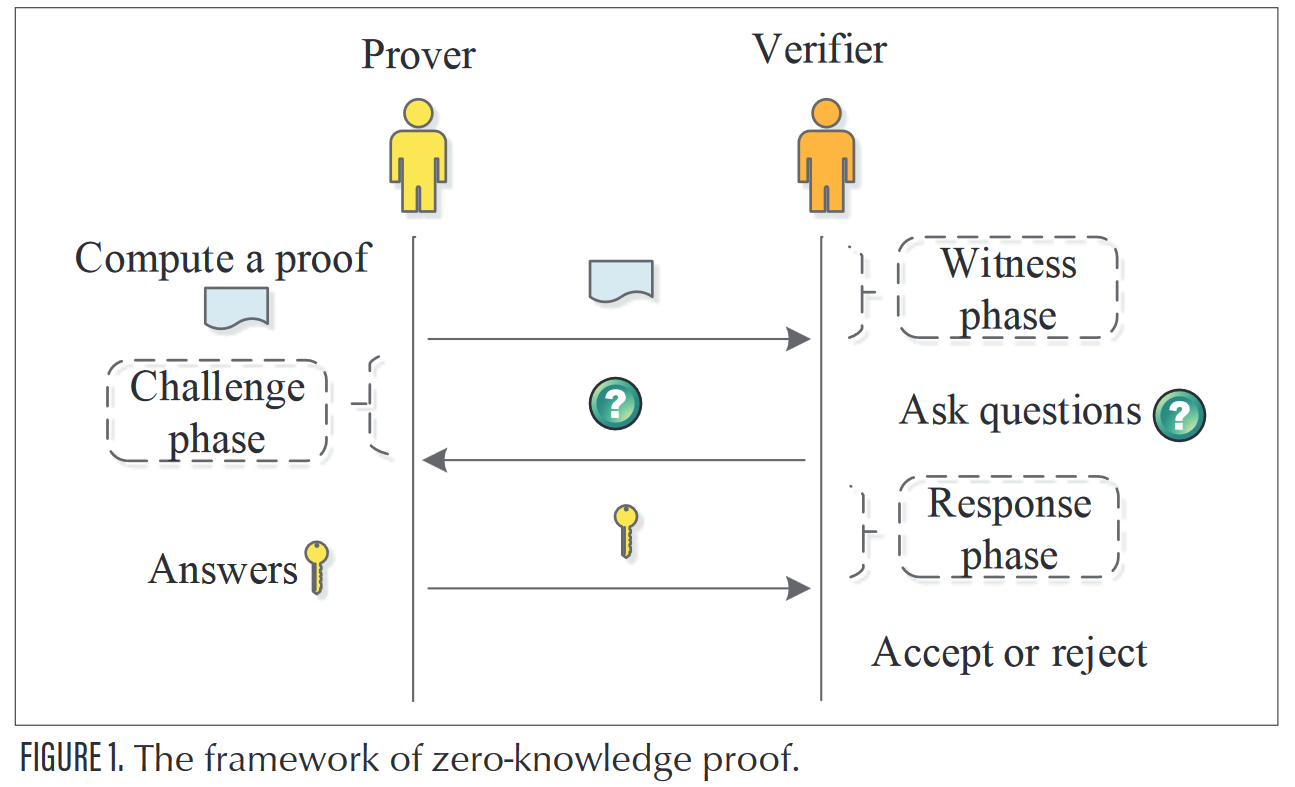 Prover
Verifier
Compute a proof
Witness
phase
Challenge
phase
?
Ask questions ?
Response
phase
Answers
Accept or reject
FIGURE 1. The framework of zero-knowledge proof.